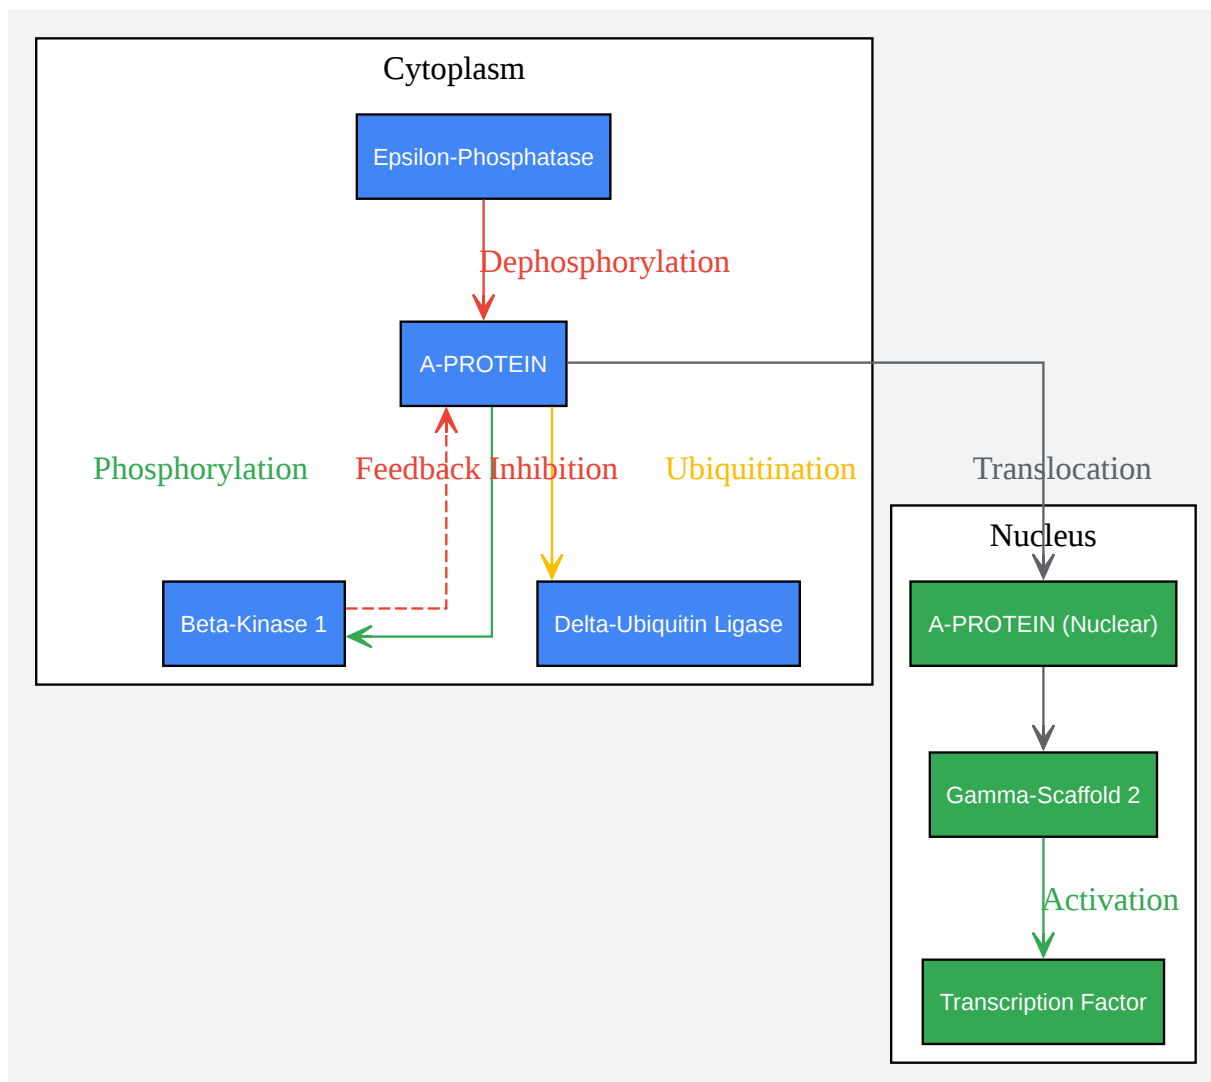 Cytoplasm
Epsilon-Phosphatase
Dephosphorylation
A-PROTEIN
Phosphorylation
Feedback Inhibition
Ubiquitination
Translocation
Nucleus
Beta-Kinase 1
Delta-Ubiquitin Ligase
A-PROTEIN (Nuclear)
Gamma-Scaffold 2
Activation
Transcription Factor